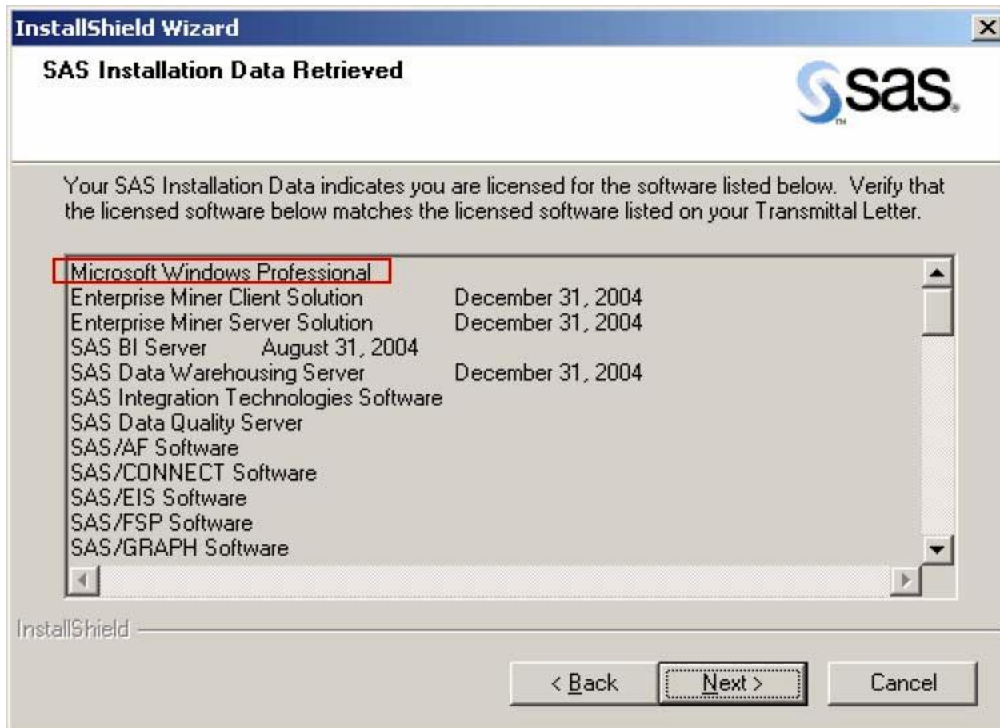 InstallShield Wizard
SAS Installation Data Retrieved
sas.
TM
Your SAS Installation Data indicates you are licensed for the software listed below. Verify that
the licensed software below matches the licensed software listed on your Transmittal Letter.
Microsoft Windows Professional
Enterprise Miner Client Solution December 31, 2004
Enterprise Miner Server Solution December 31, 2004
SAS BI Server August 31, 2004
SAS Data Warehousing Server December 31, 2004
SAS Integration Technologies Software
SAS Data Quality Server
SAS/AF Software
SAS/CONNECT Software
SAS/EIS Software
SAS/FSP Software
SAS/GRAPH Software
InstallShield
< Back Next > Cancel